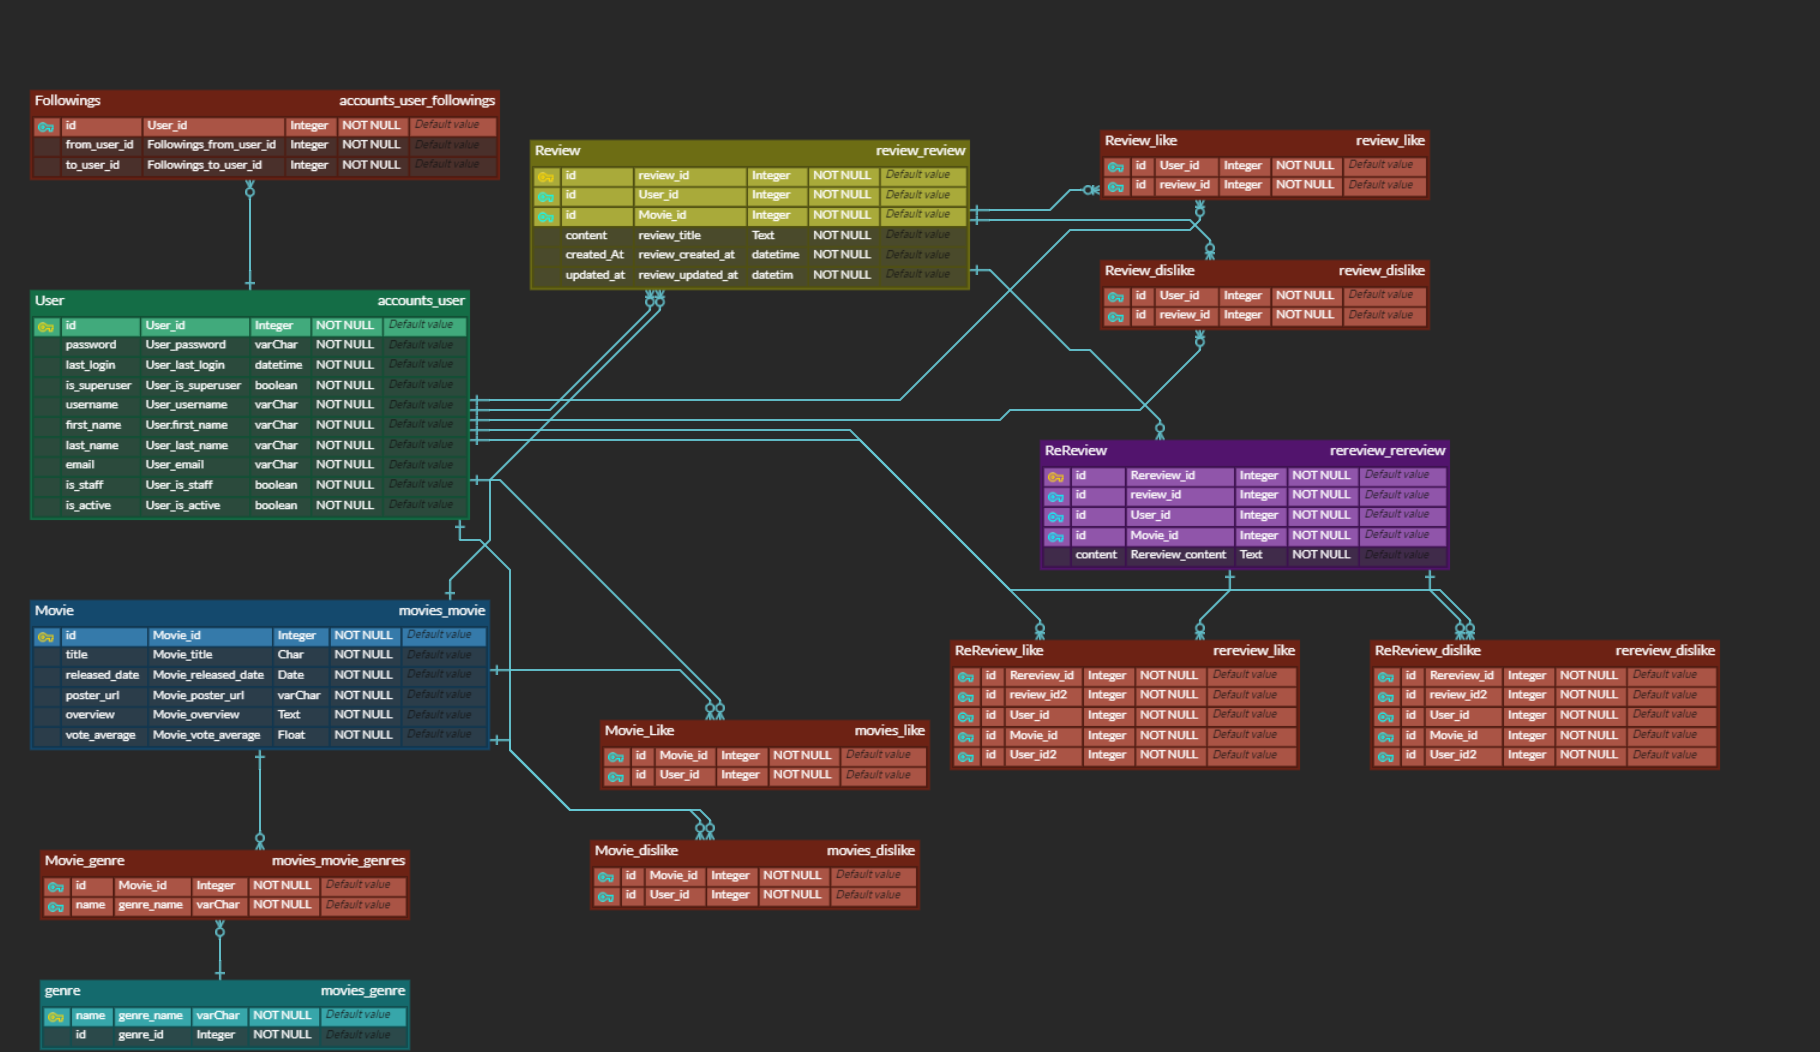 Followings accounts_user_followings
id User_id Integer NOT NULL Default value
from_user_id Followings_from_user_id Integer NOT NULL Default value
to_user_id Followings_to_user_id Integer NOT NULL Default value
Review review_review
id review_id Integer NOT NULL Default value
id User_id Integer NOT NULL Default value
id Movie_id Integer NOT NULL Default value
content review_title Text NOT NULL Default value
created_At review_created_at datetime NOT NULL Default value
updated_at review_updated_at datetim NOT NULL Default value
Review_like review_like
id User_id Integer NOT NULL Default value
id review_id Integer NOT NULL Default value
Review_dislike review_dislike
id User_id Integer NOT NULL Default value
id review_id Integer NOT NULL Default value
User accounts_user
id User_id Integer NOT NULL Default value
password User_password varChar NOT NULL Default value
last_login User_last_login datetime NOT NULL Default value
is_superuser User_is_superuser boolean NOT NULL Default value
username User_username varChar NOT NULL Default value
first_name User.first_name varChar NOT NULL Default value
last_name User_last_name varChar NOT NULL Default value
email User_email varChar NOT NULL Default value
is_staff User_is_staff boolean NOT NULL Default value
is_active User_is_active boolean NOT NULL Default value
ReReview rereview_rereview
id Rereview_id Integer NOT NULL Default value
id review_id Integer NOT NULL Default value
id User_id Integer NOT NULL Default value
id Movie_id Integer NOT NULL Default value
content Rereview_content Text NOT NULL Default value
Movie movies_movie
id Movie_id Integer NOT NULL Default value
title Movie_title Char NOT NULL Default value
released_date Movie_released_date Date NOT NULL Default value
poster_url Movie_poster_url varChar NOT NULL Default value
overview Movie_overview Text NOT NULL Default value
vote_average Movie_vote_average Float NOT NULL Default value
ReReview_like rereview_like
id Rereview_id Integer NOT NULL Default value
id review_id2 Integer NOT NULL Default value
id User_id Integer NOT NULL Default value
id Movie_id Integer NOT NULL Default value
id User_id2 Integer NOT NULL Default value
ReReview_dislike rereview_dislike
id Rereview_id Integer NOT NULL Default value
id review_id2 Integer NOT NULL Default value
id User_id Integer NOT NULL Default value
id Movie_id Integer NOT NULL Default value
id User_id2 Integer NOT NULL Default value
Movie_Like movies_like
id Movie_id Integer NOT NULL Default value
id User_id Integer NOT NULL Default value
Movie_dislike movies_dislike
id Movie_id Integer NOT NULL Default value
id User_id Integer NOT NULL Default value
Movie_genre movies_movie_genres
id Movie_id Integer NOT NULL Default value
name genre_name varChar NOT NULL Default value
genre movies_genre
name genre_name varChar NOT NULL Default value
id genre_id Integer NOT NULL Default value